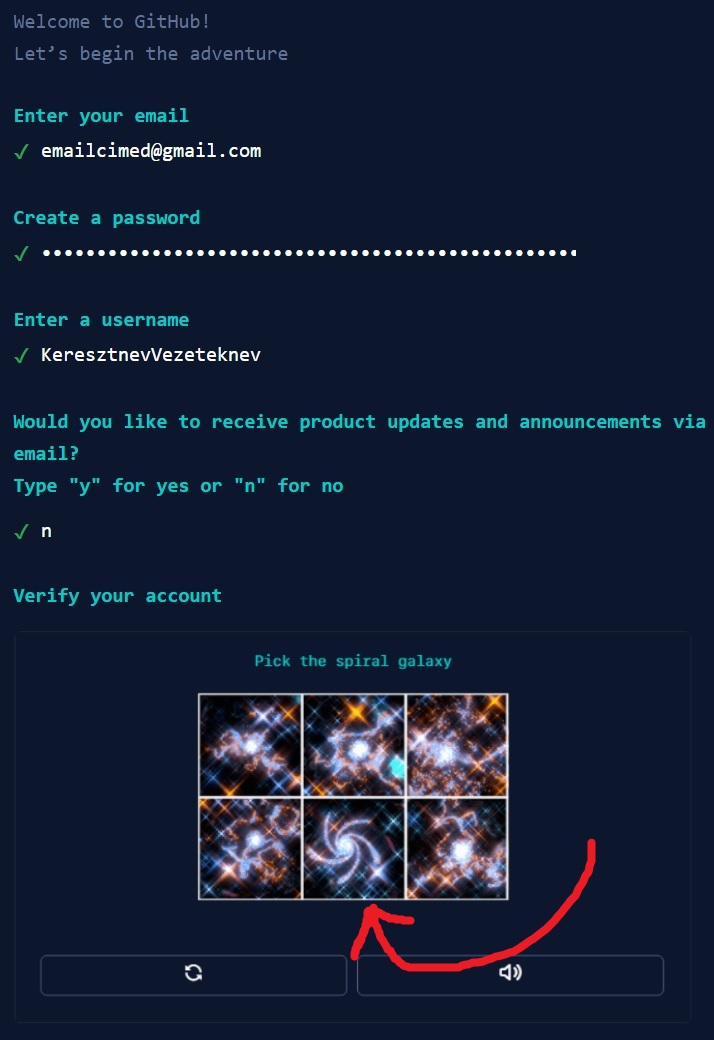 Welcome to GitHub!
Let’s begin the adventure
Enter your email
✓ emailcimed@gmail.com
Create a password
✓ •••••••••••••••••••••••••••••••••••••••••••••••••
Enter a username
✓ KeresztnevVezeteknev
Would you like to receive product updates and announcements via
email?
Type "y" for yes or "n" for no
✓ n
Verify your account
Pick the spiral galaxy